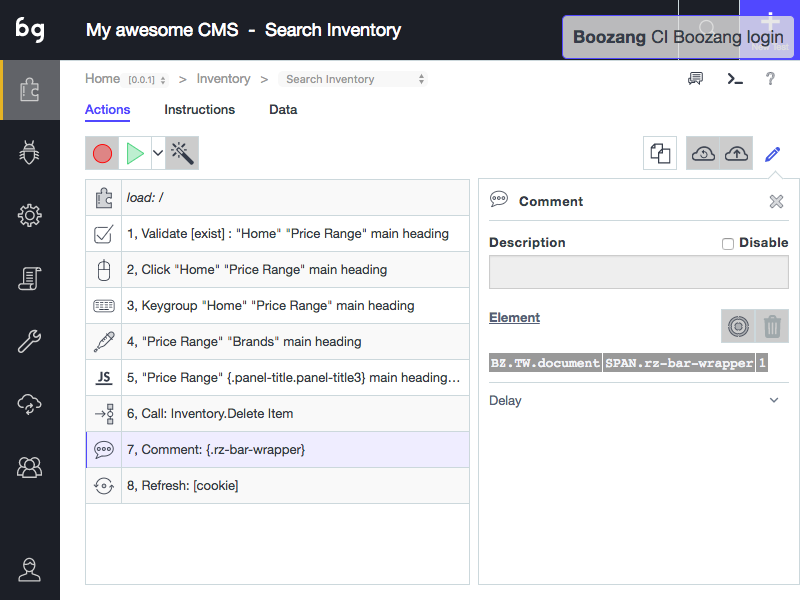 bg
My awesome CMS - Search Inventory
Boozang CI Boozang login
Home [0.0.1] > Inventory > Search Inventory
?
Actions Instructions Data
load: /
1, Validate [exist] : "Home" "Price Range" main heading
2, Click "Home" "Price Range" main heading
3, Keygroup "Home" "Price Range" main heading
4, "Price Range" "Brands" main heading
JS 5, "Price Range" {.panel-title.panel-title3} main heading...
6, Call: Inventory.Delete Item
7, Comment: {.rz-bar-wrapper}
8, Refresh: [cookie]
Comment
Description Disable
Element
BZ.TW.document SPAN.rz-bar-wrapper 1
Delay